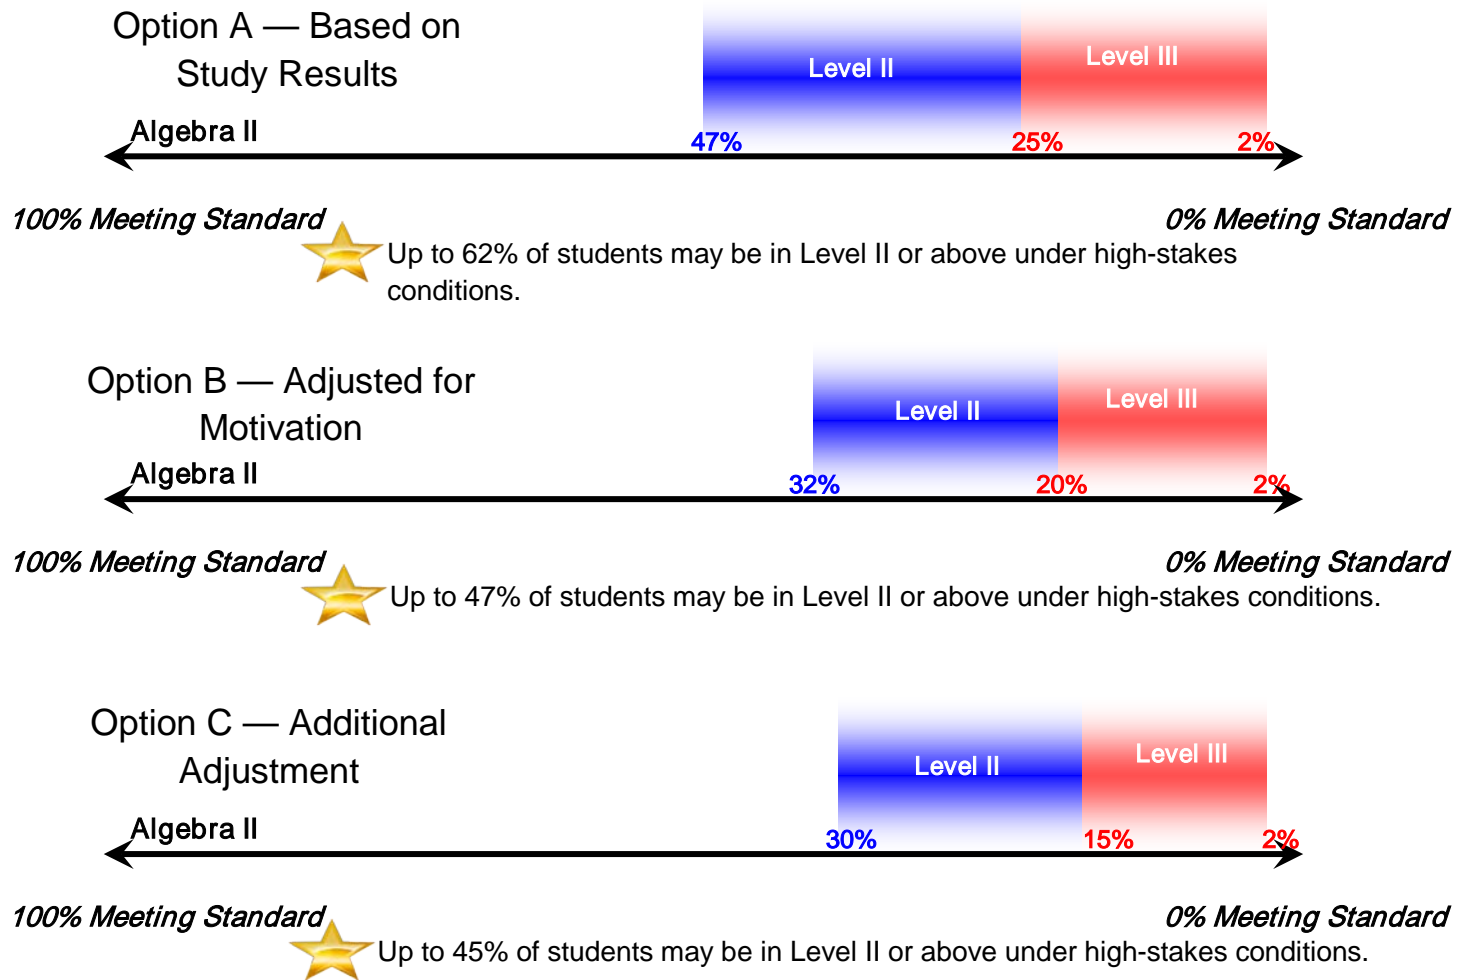 Option A — Based on
Study Results
Level II
Level III
Algebra II
47%
25%
2%
100% Meeting Standard
0% Meeting Standard
Up to 62% of students may be in Level II or above under high-stakes
conditions.
Option B — Adjusted for
Motivation
Level II
Level III
Algebra II
32%
20%
2%
100% Meeting Standard
0% Meeting Standard
Up to 47% of students may be in Level II or above under high-stakes conditions.
Option C — Additional
Adjustment
Level II
Level III
Algebra II
30%
15%
2%
100% Meeting Standard
0% Meeting Standard
Up to 45% of students may be in Level II or above under high-stakes conditions.